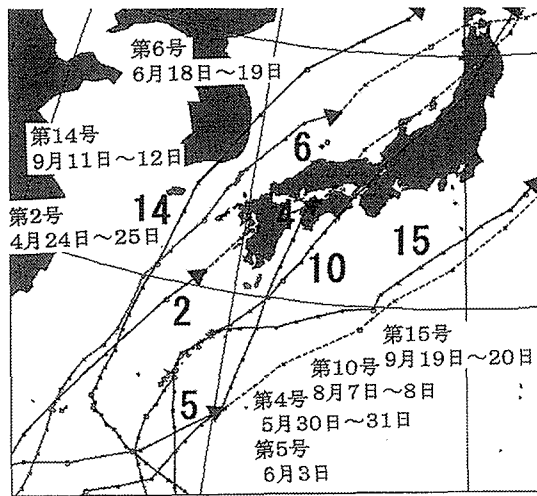 第6号
6月18日～19日
第14号
9月11日～12日
第2号
4月24日～25日
6
14
4
15
10
2
5
第15号
9月19日～20日
第10号
8月7日～8日
第4号
5月30日～31日
第5号
6月3日